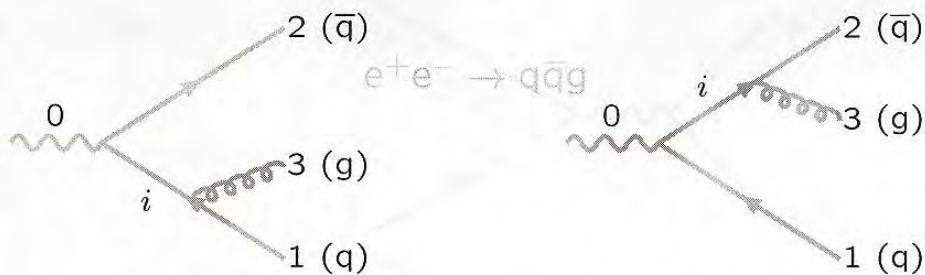 2 (q̅)
e⁺e⁻ → qq̅g
0
3 (g)
i
1 (q)
2 (q̅)
i
0
3 (g)
1 (q)